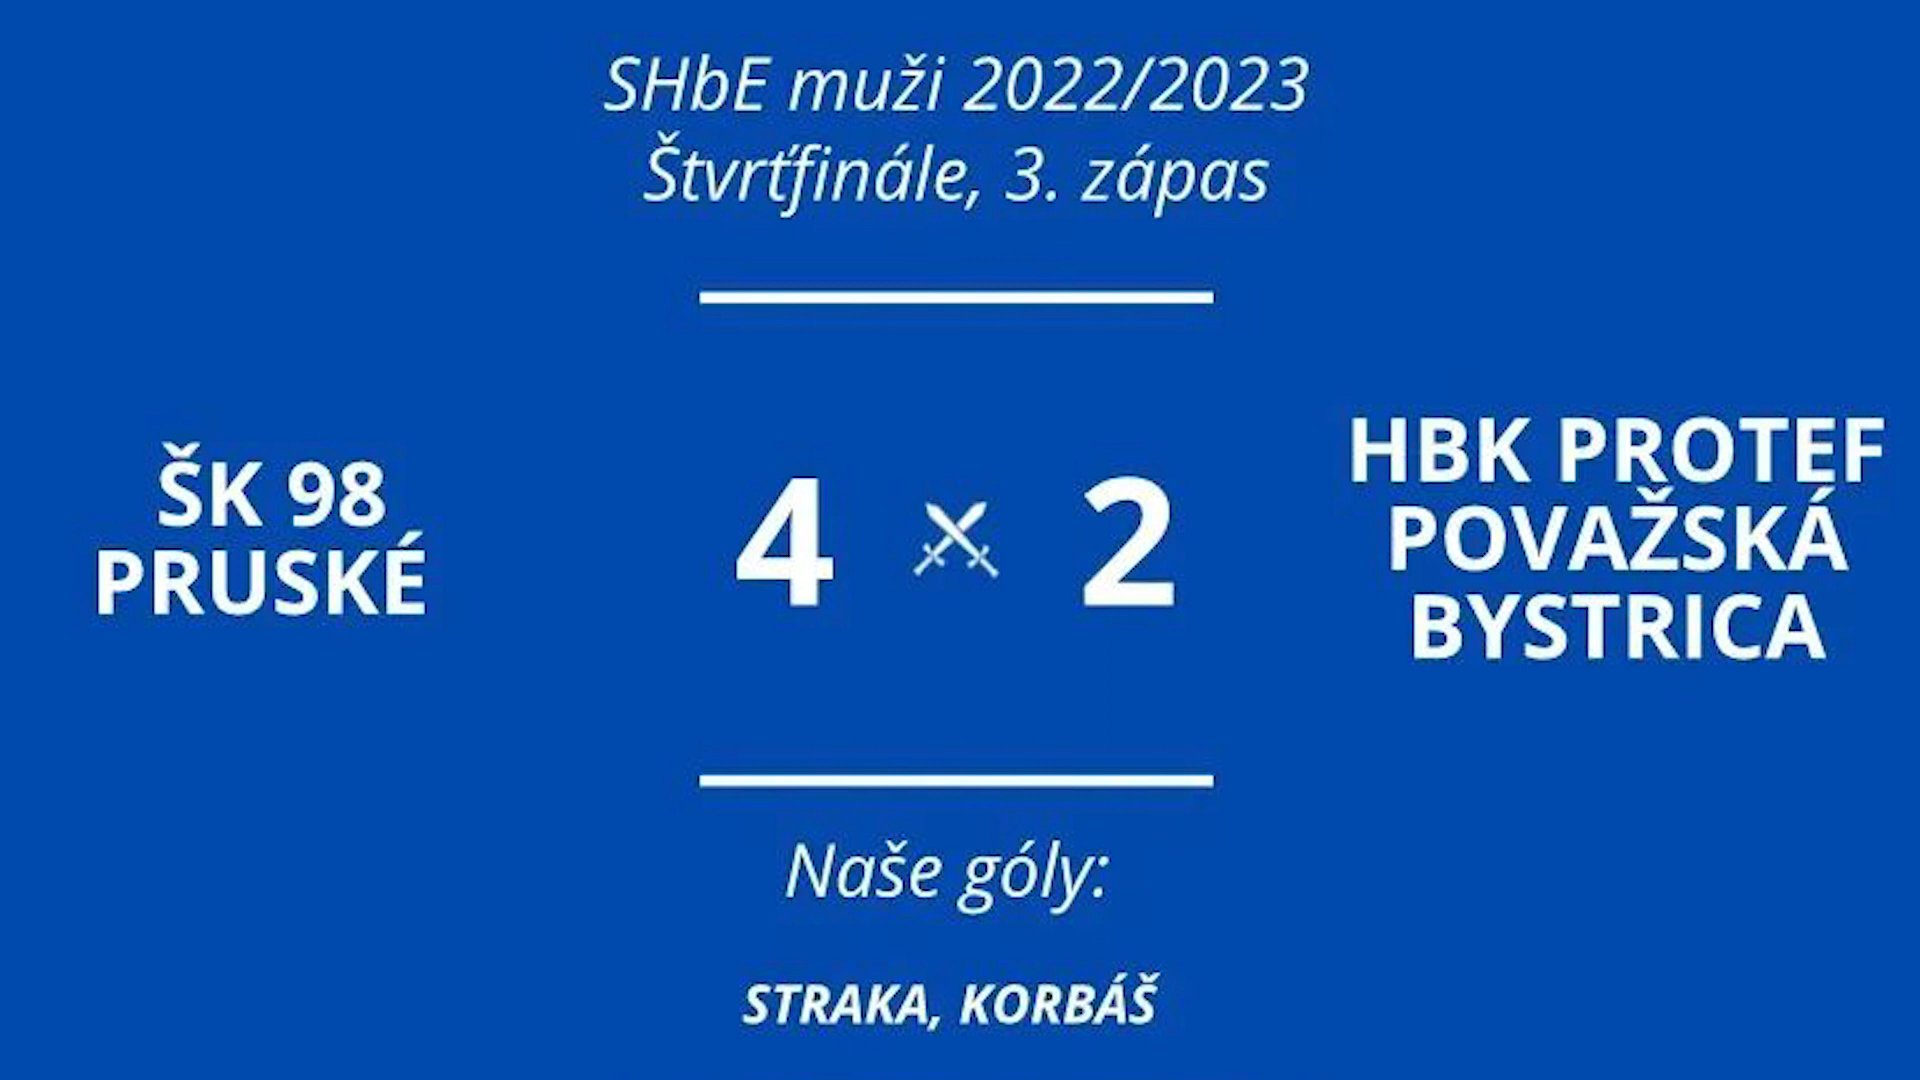 SHbE muži 2022/2023
Štvrťfinále, 3. zápas
ŠK 98
PRUSKÉ
4 2
HBK PROTEF
POVAŽSKÁ
BYSTRICA
Naše góly:
STRAKA, KORBÁŠ